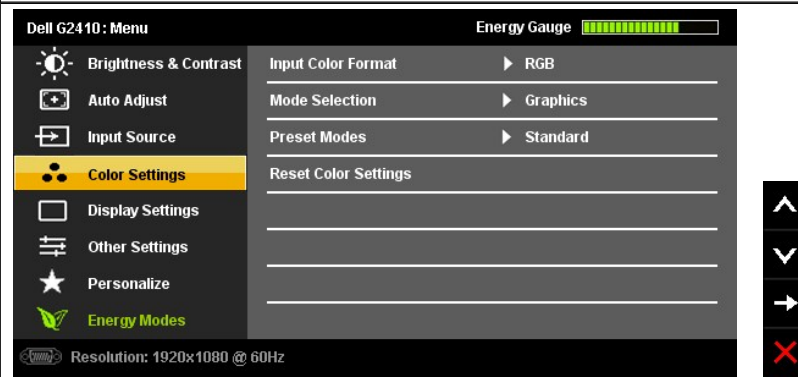 Dell G2410: Menu Energy Gauge
Brightness & Contrast Input Color Format RGB
Auto Adjust Mode Selection Graphics
Input Source Preset Modes Standard
Color Settings Reset Color Settings
Display Settings
Other Settings
Personalize
Energy Modes
Resolution: 1920x1080 @ 60Hz